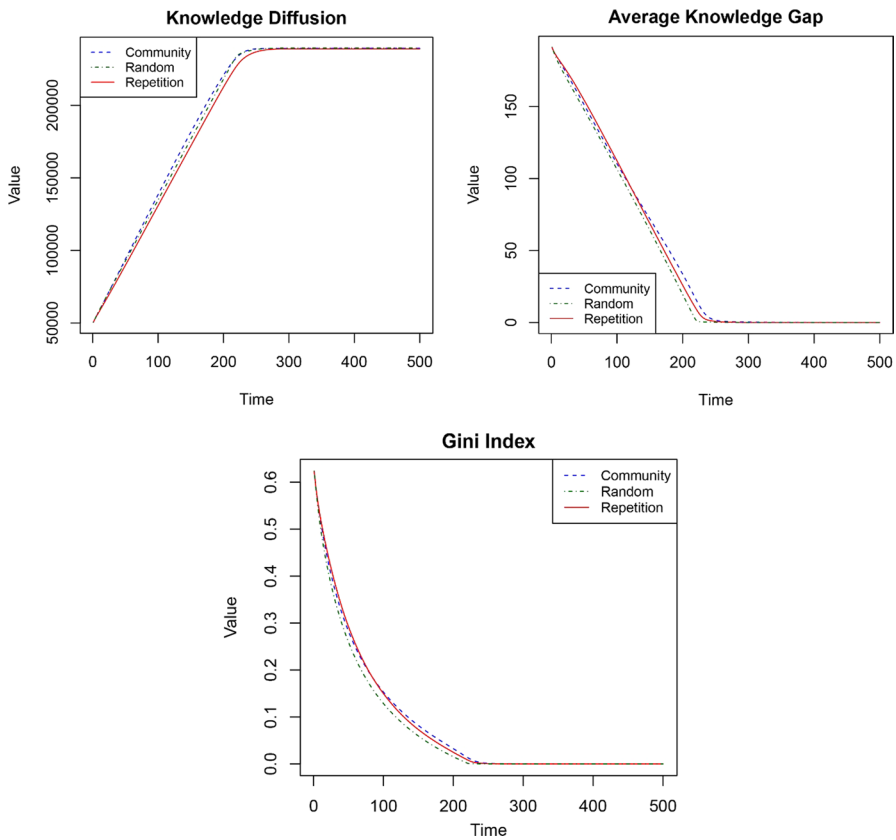 Knowledge Diffusion
Community
Random
Repetition
Value
50000
100000
150000
200000
0 100 200 300 400 500
Time
Average Knowledge Gap
Value
0
50
100
150
Community
Random
Repetition
0 100 200 300 400 500
Time
Gini Index
Community
Random
Repetition
Value
0.0
0.1
0.2
0.3
0.4
0.5
0.6
0 100 200 300 400 500
Time